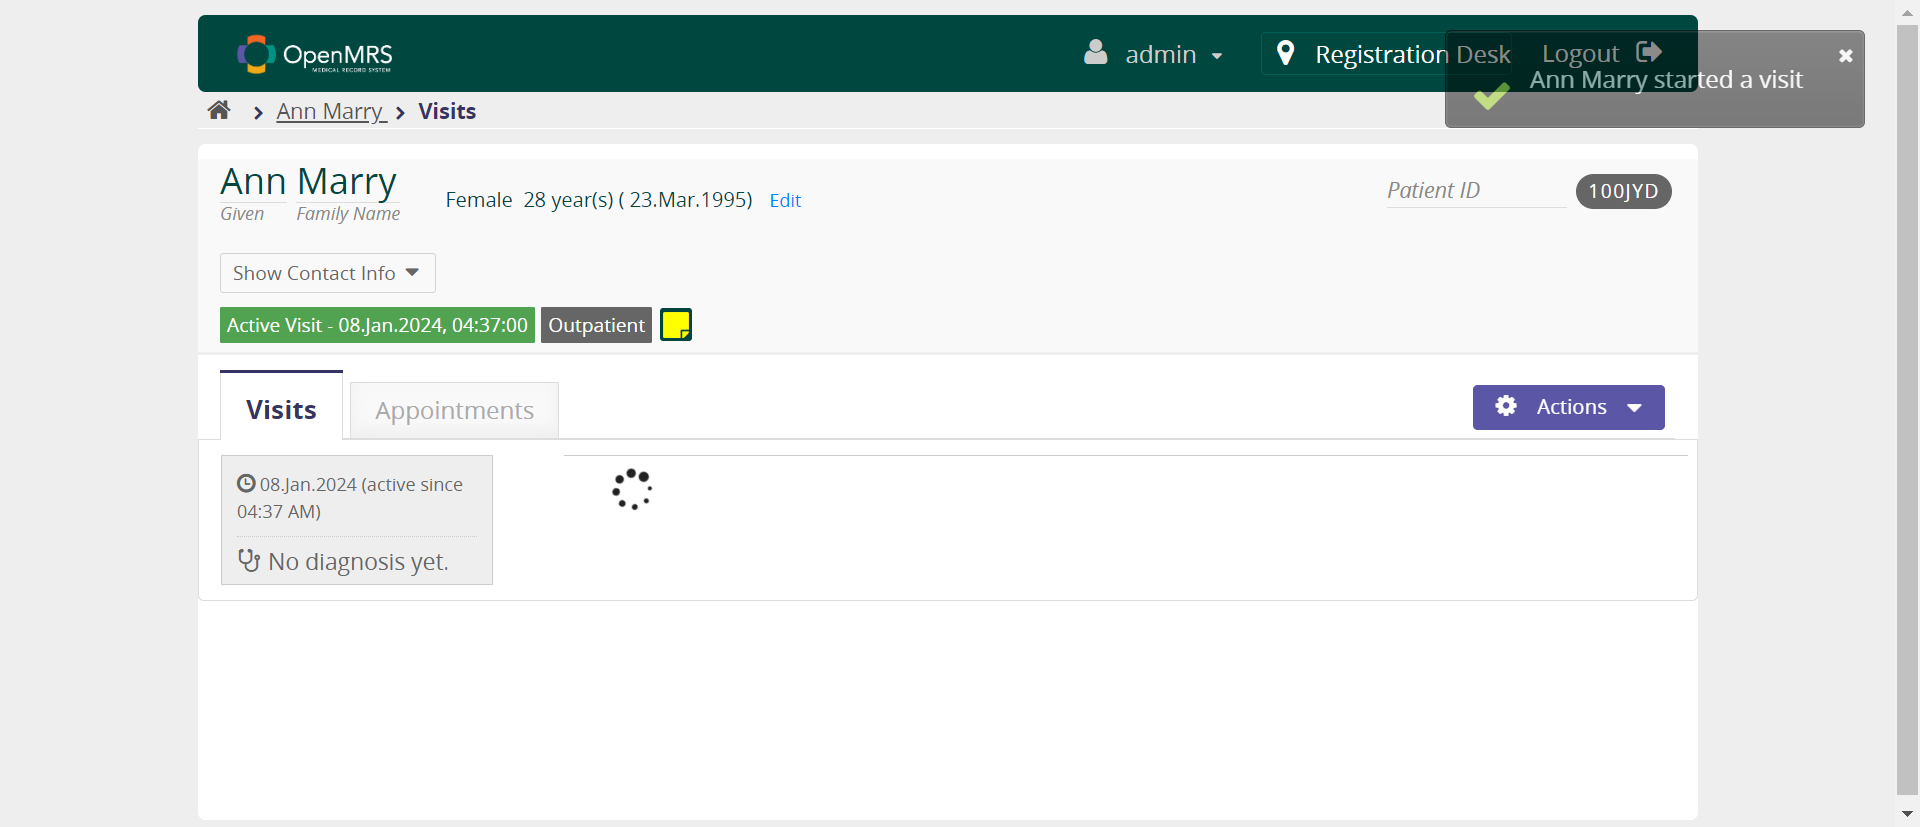 OpenMRS
MEDICAL RECORD SYSTEM
admin
Registration Desk
Logout
Ann Marry started a visit
Ann Marry
Visits
Ann Marry
Given Family Name
Female 28 year(s) ( 23.Mar.1995) Edit
Patient ID 100JYD
Show Contact Info
Active Visit - 08.Jan.2024, 04:37:00 Outpatient
Visits
Appointments
Actions
08.Jan.2024 (active since
04:37 AM)
No diagnosis yet.